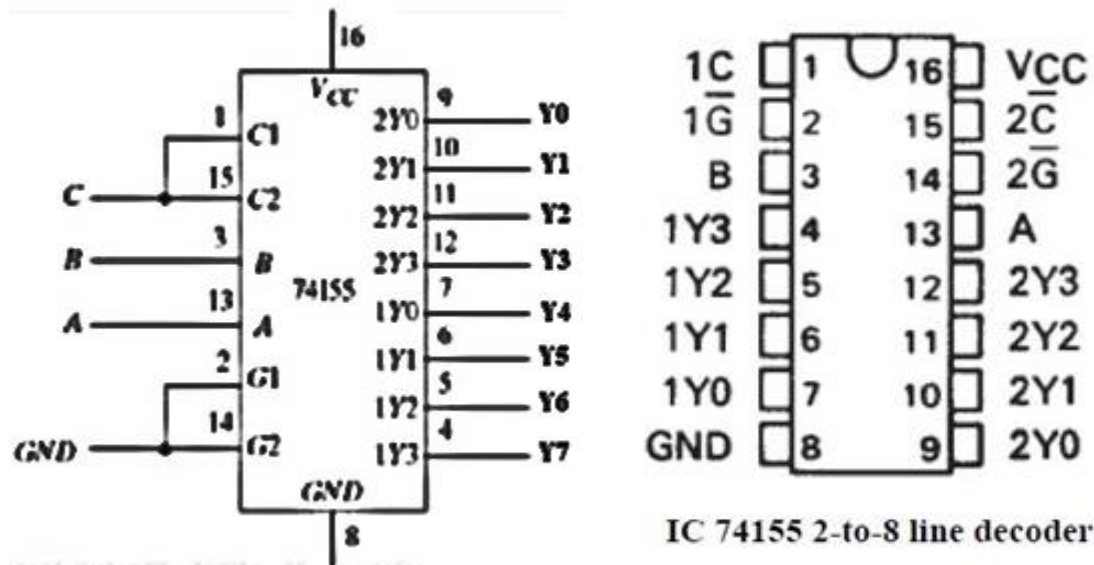 16
V_CC
1 C1
15 C2
C
3 B
B
13 A
A
2 G1
14 G2
GND
74155
2Y0 9 Y0
2Y1 10 Y1
2Y2 11 Y2
2Y3 12 Y3
1Y0 7 Y4
1Y1 6 Y5
1Y2 5 Y6
1Y3 4 Y7
GND
8
1C 1 16 VCC
1G̅ 2 15 2C̅
B 3 14 2G̅
1Y3 4 13 A
1Y2 5 12 2Y3
1Y1 6 11 2Y2
1Y0 7 10 2Y1
GND 8 9 2Y0
IC 74155 2-to-8 line decoder